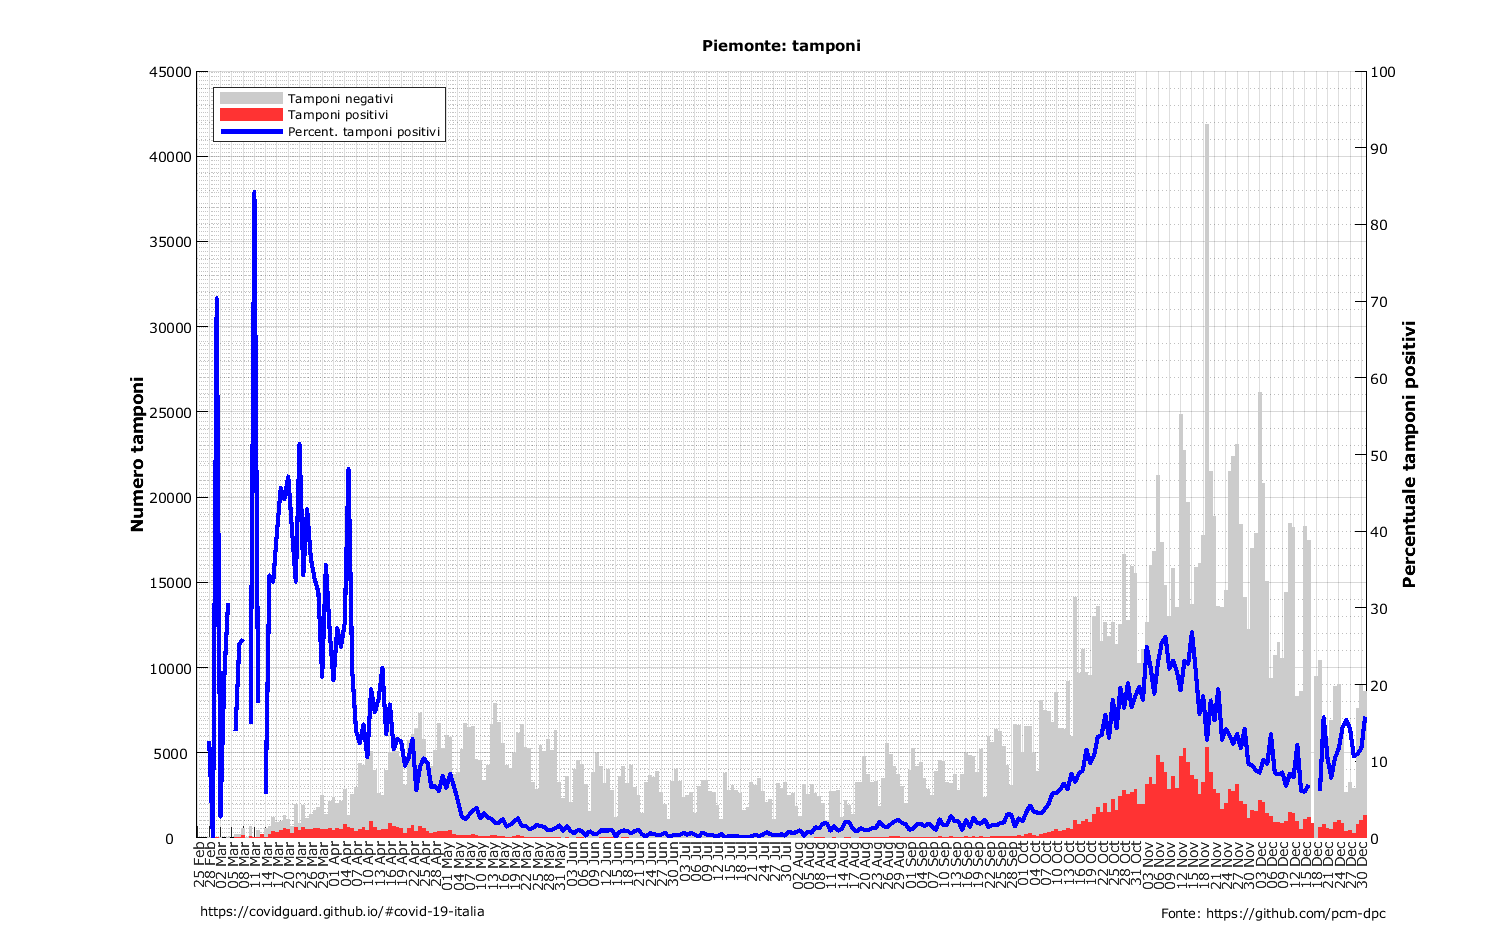 Piemonte: tamponi
45000
40000
35000
30000
25000
20000
15000
10000
5000
0
100
90
80
70
60
50
40
30
20
10
0
Tamponi negativi
Tamponi positivi
Percent. tamponi positivi
Numero tamponi
Percentuale tamponi positivi
25 Feb
28 Feb
02 Mar
05 Mar
08 Mar
11 Mar
14 Mar
17 Mar
20 Mar
23 Mar
26 Mar
29 Mar
01 Apr
04 Apr
07 Apr
10 Apr
13 Apr
16 Apr
19 Apr
22 Apr
25 Apr
28 Apr
01 May
04 May
07 May
10 May
13 May
16 May
19 May
22 May
25 May
28 May
31 May
03 Jun
06 Jun
09 Jun
12 Jun
15 Jun
18 Jun
21 Jun
24 Jun
27 Jun
30 Jun
03 Jul
06 Jul
09 Jul
12 Jul
15 Jul
18 Jul
21 Jul
24 Jul
27 Jul
30 Jul
02 Aug
05 Aug
08 Aug
11 Aug
14 Aug
17 Aug
20 Aug
23 Aug
26 Aug
29 Aug
01 Sep
04 Sep
07 Sep
10 Sep
13 Sep
16 Sep
19 Sep
22 Sep
25 Sep
28 Sep
01 Oct
04 Oct
07 Oct
10 Oct
13 Oct
16 Oct
19 Oct
22 Oct
25 Oct
28 Oct
31 Oct
03 Nov
06 Nov
09 Nov
12 Nov
15 Nov
18 Nov
21 Nov
24 Nov
27 Nov
30 Nov
03 Dec
06 Dec
09 Dec
12 Dec
15 Dec
18 Dec
21 Dec
24 Dec
27 Dec
30 Dec
https://covidguard.github.io/#covid-19-italia
Fonte: https://github.com/pcm-dpc